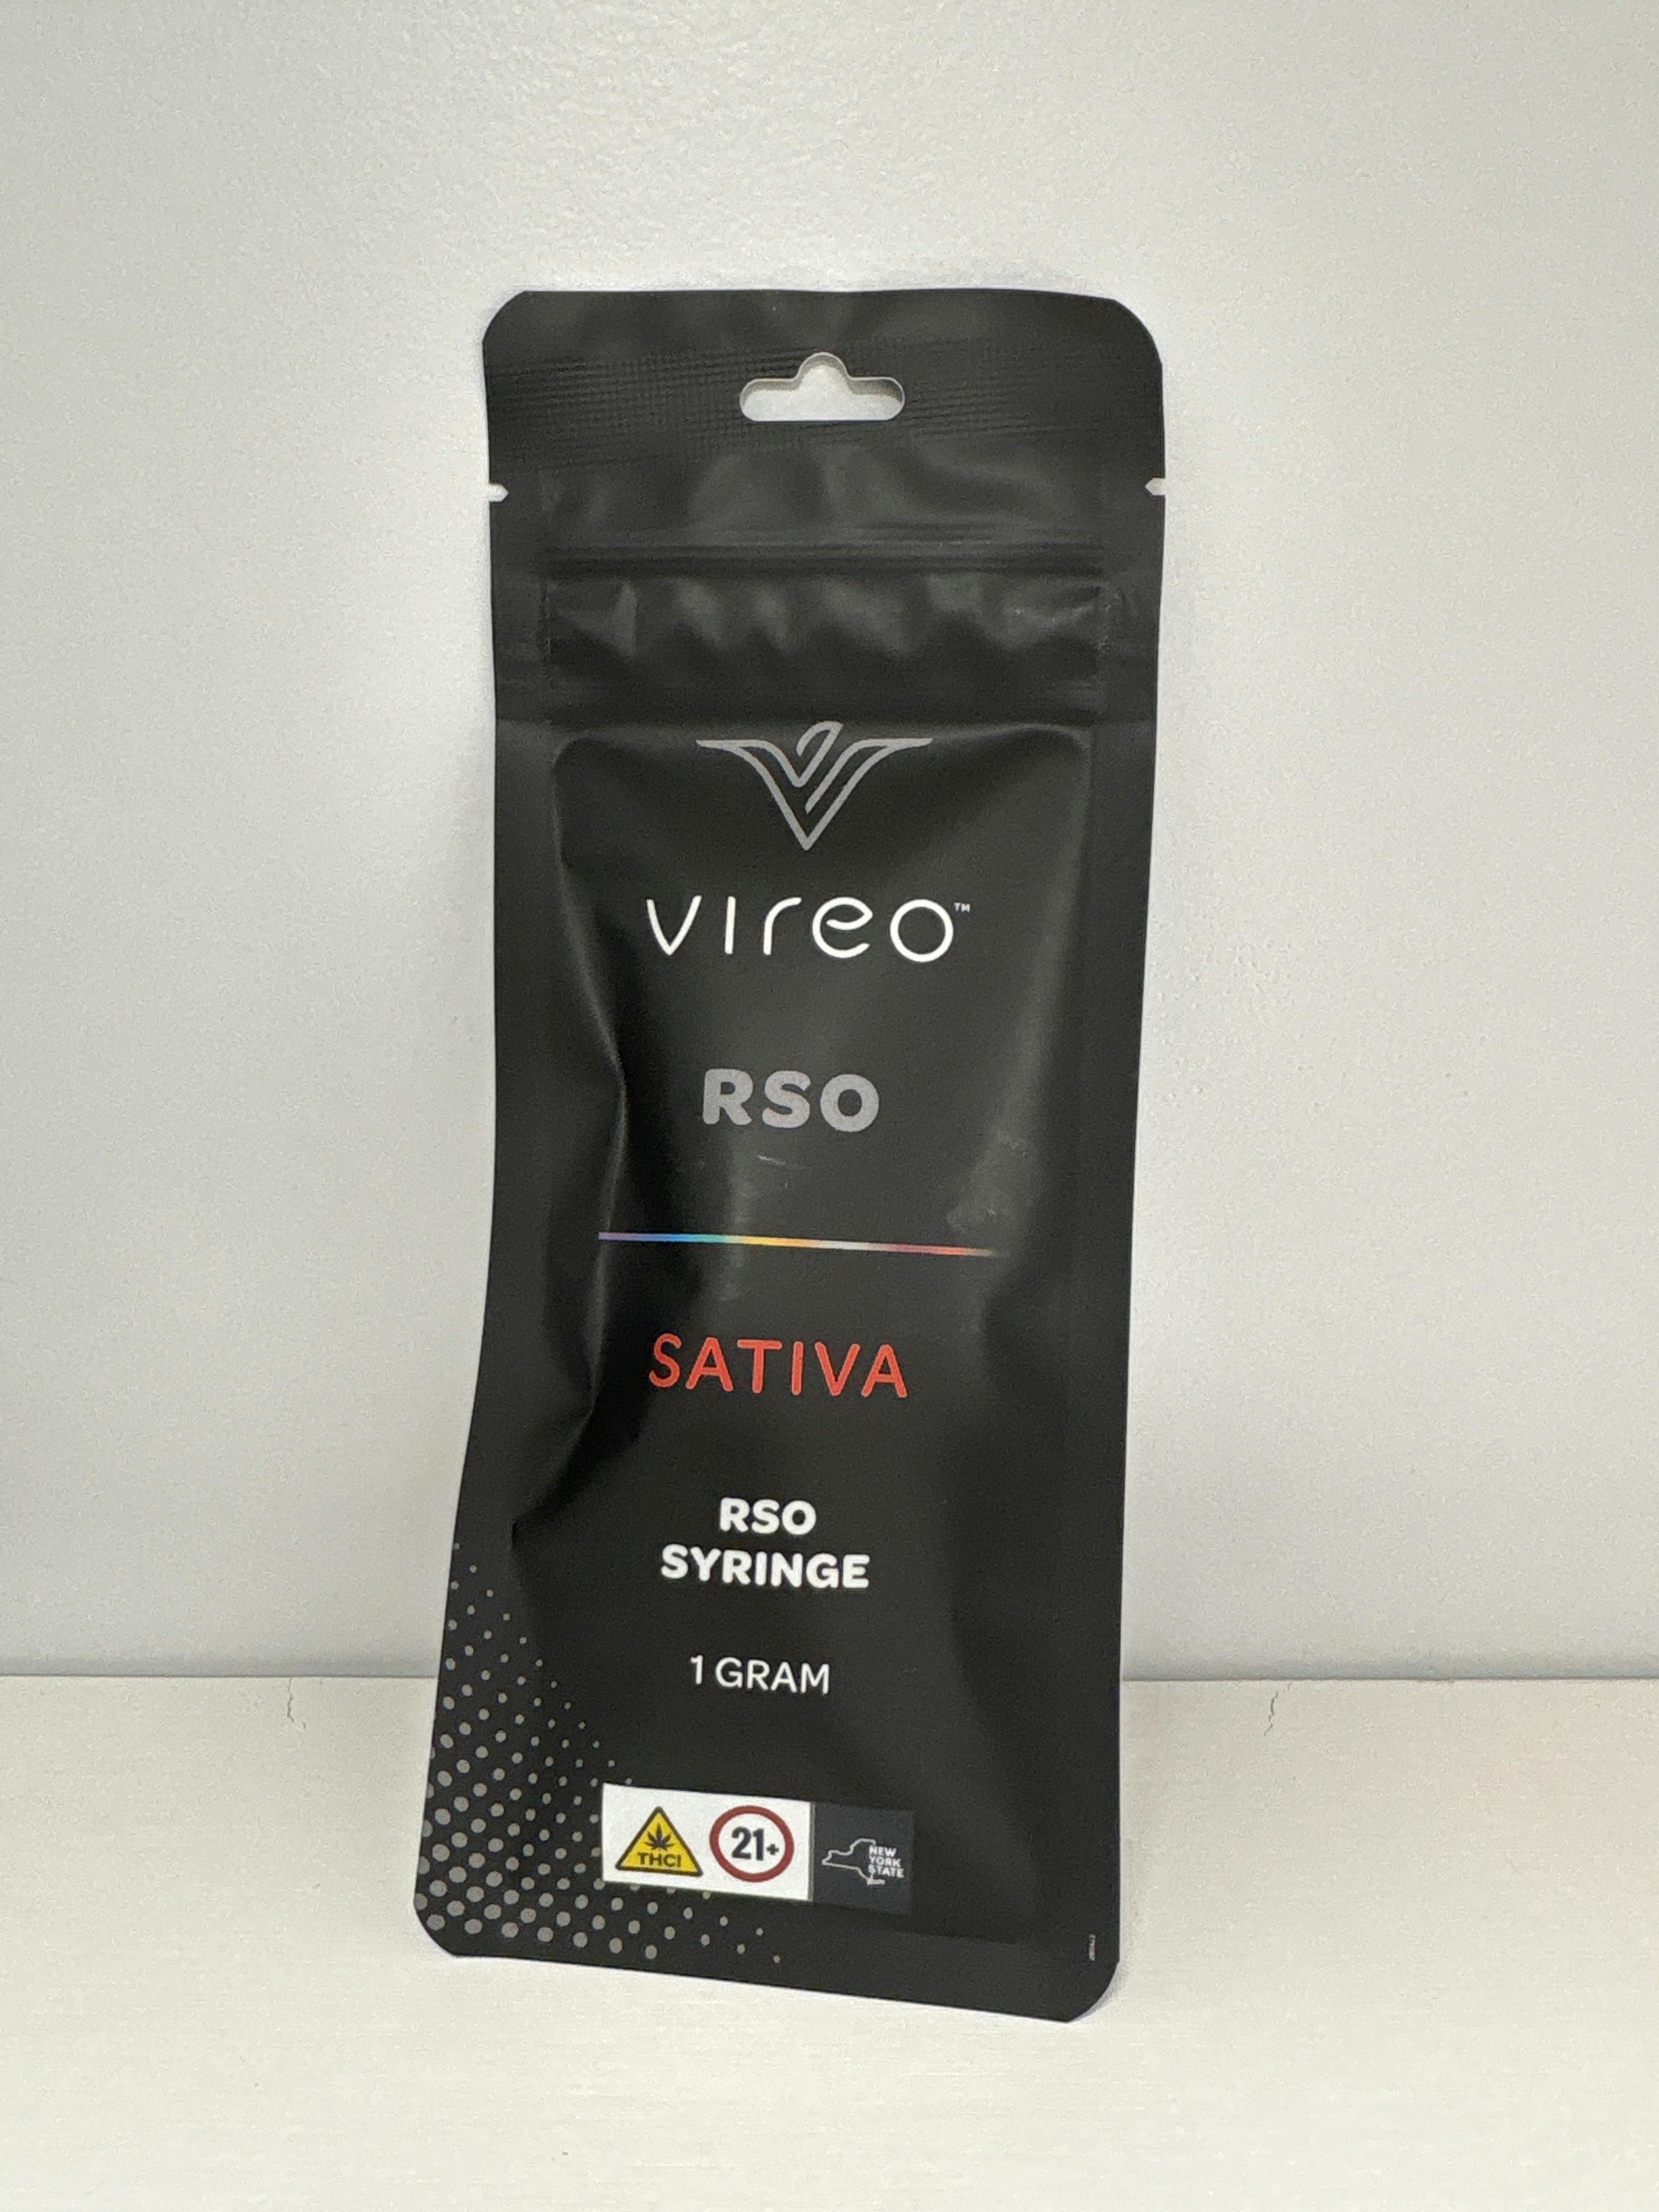 vireo™
RSO
SATIVA
RSO
SYRINGE
1 GRAM
THC!
21+
NEW
YORK
STATE